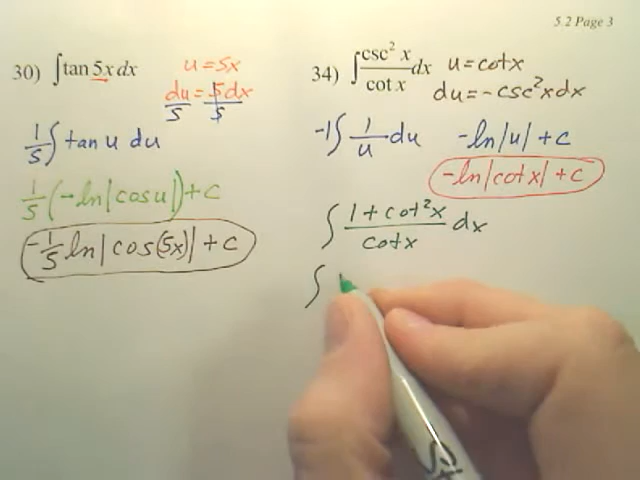 5.2 Page 3
30) ∫ tan 5x dx
u = 5x
du/5 = 5dx/5
1/5 ∫ tan u du
1/5 (-ln|cos u|) + c
-1/5 ln|cos(5x)| + c
34) ∫ csc² x / cot x dx
u = cot x
du = -csc² x dx
-1 ∫ 1/u du
-ln|u| + c
-ln|cot x| + c
∫ 1 + cot² x / cot x dx
∫